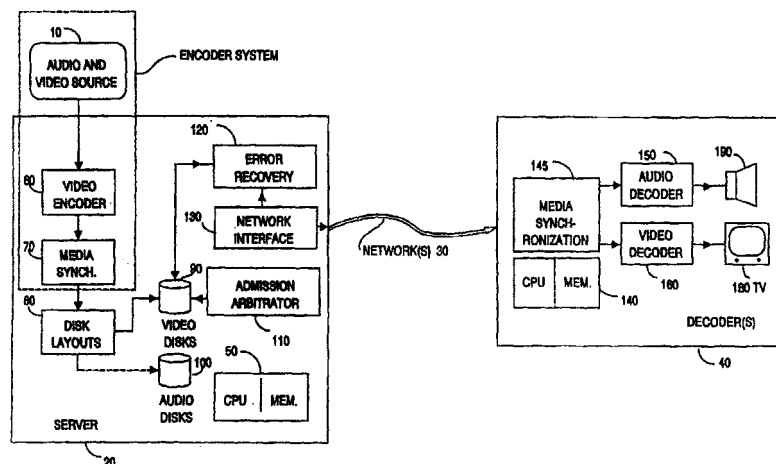 10
AUDIO AND
VIDEO SOURCE
ENCODER SYSTEM
120
ERROR
RECOVERY
80
VIDEO
ENCODER
130
NETWORK
INTERFACE
70
MEDIA
SYNCH.
90
VIDEO
DISKS
ADMISSION
ARBITRATOR
110
60
DISK
LAYOUTS
100
AUDIO
DISKS
50
CPU
MEM.
SERVER
20
NETWORK(S) 30
145
MEDIA
SYNCH-
RONIZATION
150
AUDIO
DECODER
190
VIDEO
DECODER
160
180 TV
CPU
MEM.
140
DECODER(S)
40